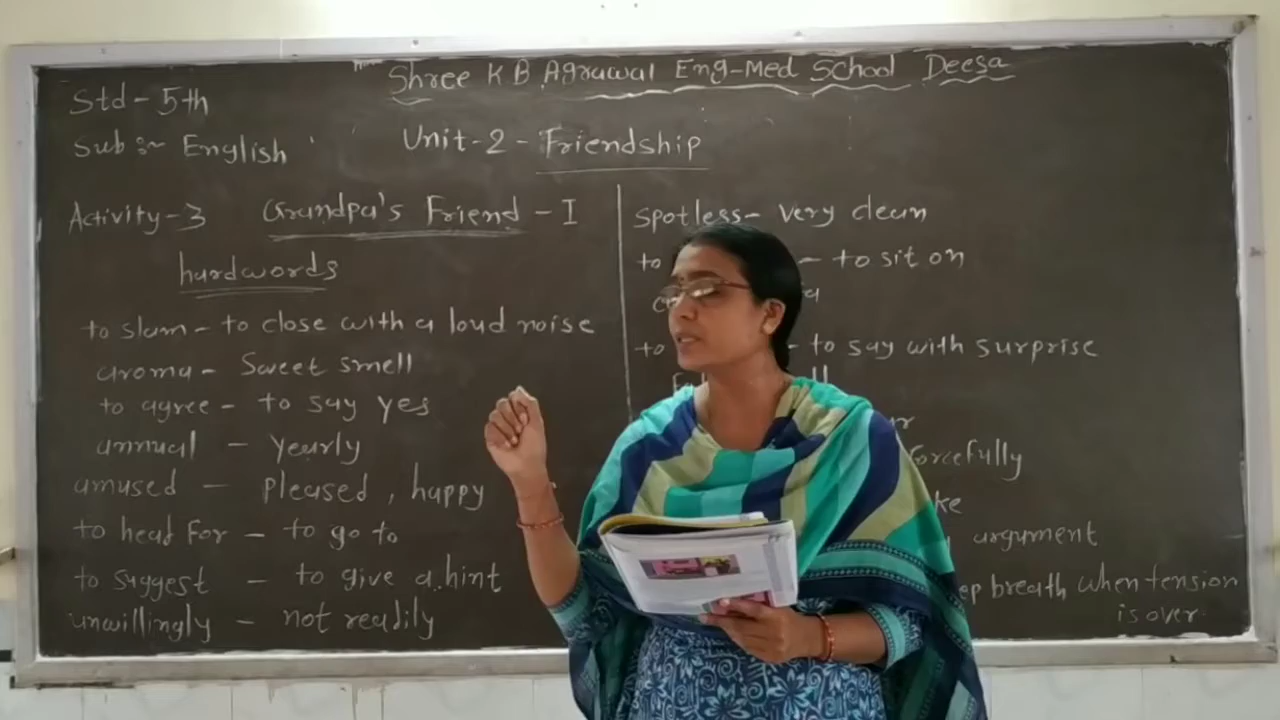 Shree K B Agrawal Eng-Med School Deesa
Std - 5th
Sub :- English
Unit-2 - Friendship
Activity-3 Grandpa's Friend - I
hardwords
to slam - to close with a loud noise
aroma - Sweet smell
to agree - to say yes
annual - yearly
amused - pleased, happy
to head for - to go to
to suggest - to give a hint
unwillingly - not readily
spotless - very clean
to - to sit on
to - to say with surprise
forcefully
argument
breath when tension
is over